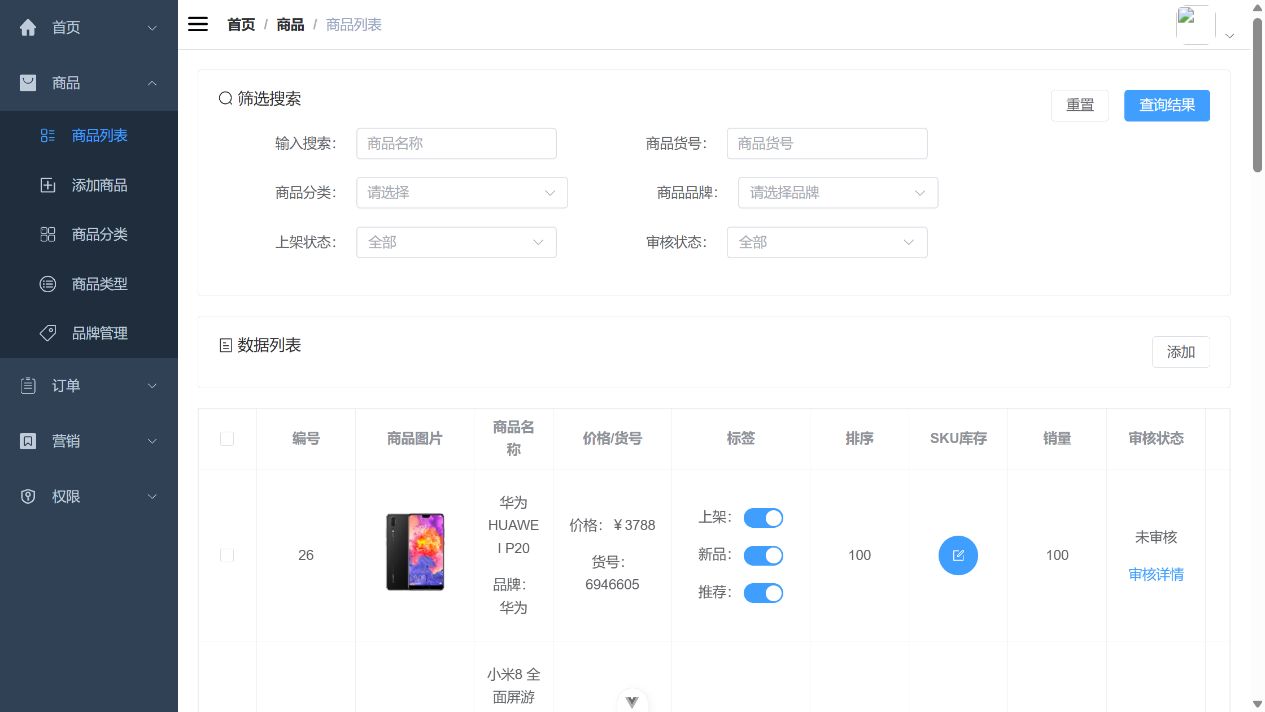 首页
商品
商品列表
添加商品
商品分类
商品类型
品牌管理
订单
营销
权限
首页 / 商品 / 商品列表
筛选搜索
重置
查询结果
输入搜索： 商品名称
商品货号： 商品货号
商品分类： 请选择
商品品牌： 请选择品牌
上架状态： 全部
审核状态： 全部
数据列表
添加
编号
商品图片
商品名
称
价格/货号
标签
排序
SKU库存
销量
审核状态
26
华为
HUAWE
I P20
品牌：
华为
价格：￥3788
货号：
6946605
上架：
新品：
推荐：
100
100
未审核
审核详情
小米8 全
面屏游